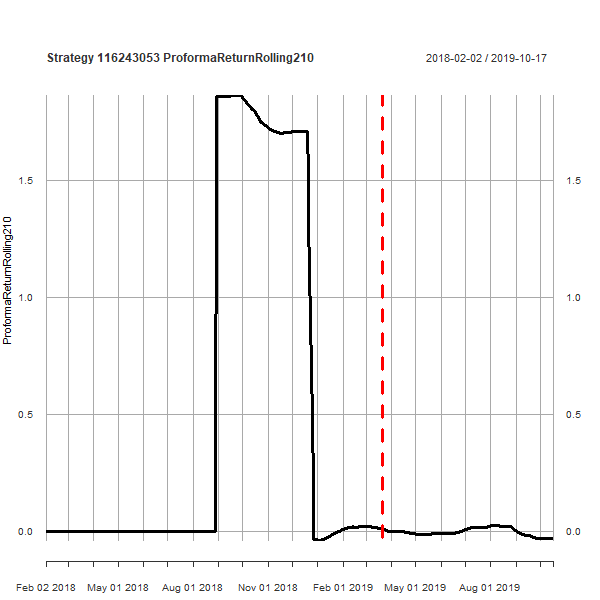 Strategy 116243053 ProformaReturnRolling210
2018-02-02 / 2019-10-17
ProformaReturnRolling210
1.5 1.5
1.0 1.0
0.5 0.5
0.0 0.0
Feb 02 2018 May 01 2018 Aug 01 2018 Nov 01 2018 Feb 01 2019 May 01 2019 Aug 01 2019